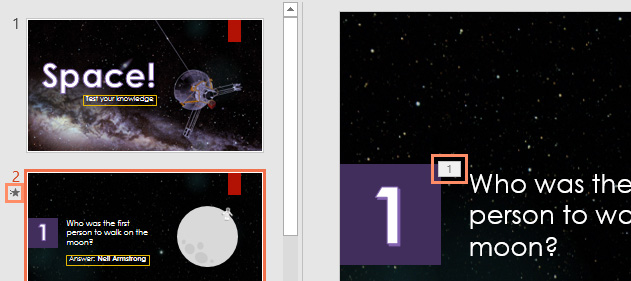 1
Space!
Test your knowledge
2
1
Who was the first
person to walk on the
moon?
Answer: Neil Armstrong
1
1
Who was the
person to wa
moon?